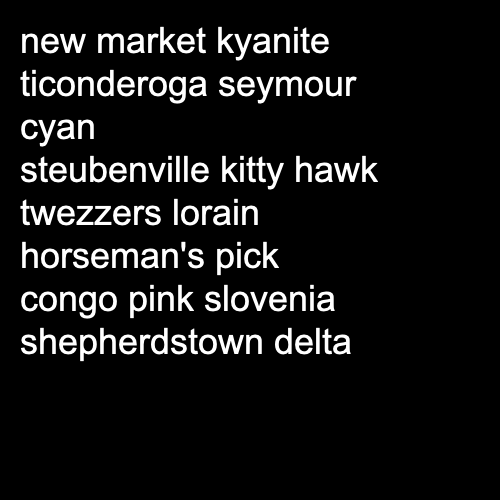 new market kyanite
ticonderoga seymour
cyan
steubenville kitty hawk
twezzers lorain
horseman's pick
congo pink slovenia
shepherdstown delta